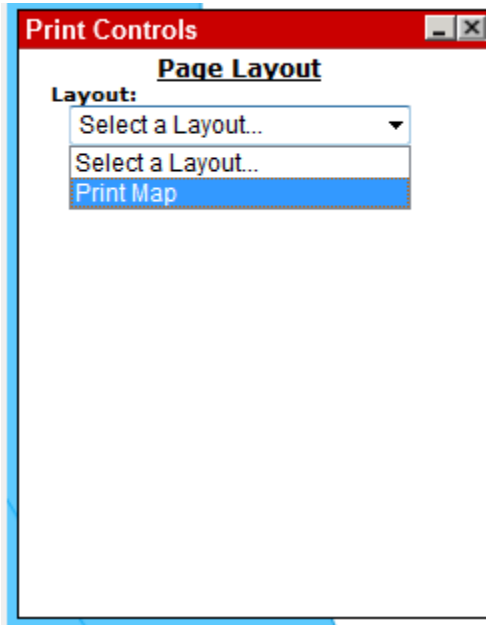 Print Controls
Page Layout
Layout:
Select a Layout...
Select a Layout...
Print Map